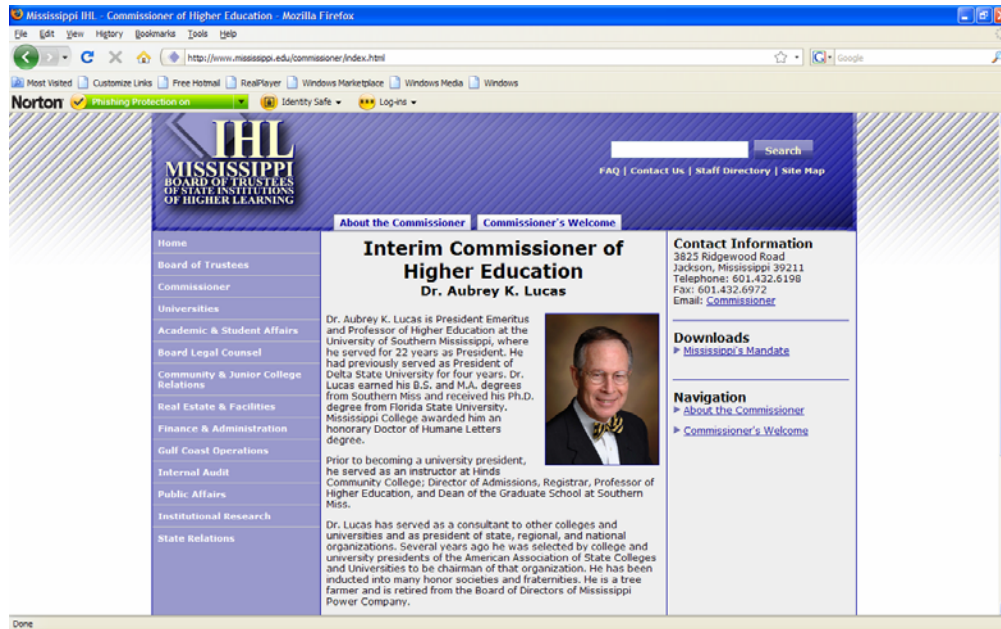 Mississippi IHL - Commissioner of Higher Education - Mozilla Firefox
File Edit View History Bookmarks Tools Help
http://www.mississippi.edu/commissioner/index.html
Google
Most Visited Customize Links Free Hotmail RealPlayer Windows Marketplace Windows Media Windows
Norton Phishing Protection on Identity Safe Log-ins
IHL
MISSISSIPPI
BOARD OF TRUSTEES
OF STATE INSTITUTIONS
OF HIGHER LEARNING
Search
FAQ | Contact Us | Staff Directory | Site Map
About the Commissioner Commissioner's Welcome
Home
Board of Trustees
Commissioner
Universities
Academic & Student Affairs
Board Legal Counsel
Community & Junior College
Relations
Real Estate & Facilities
Finance & Administration
Gulf Coast Operations
Internal Audit
Public Affairs
Institutional Research
State Relations
Interim Commissioner of
Higher Education
Dr. Aubrey K. Lucas
Dr. Aubrey K. Lucas is President Emeritus
and Professor of Higher Education at the
University of Southern Mississippi, where
he served for 22 years as President. He
had previously served as President of
Delta State University for four years. Dr.
Lucas earned his B.S. and M.A. degrees
from Southern Miss and received his Ph.D.
degree from Florida State University.
Mississippi College awarded him an
honorary Doctor of Humane Letters
degree.
Prior to becoming a university president,
he served as an instructor at Hinds
Community College; Director of Admissions, Registrar, Professor of
Higher Education, and Dean of the Graduate School at Southern
Miss.
Dr. Lucas has served as a consultant to other colleges and
universities and as president of state, regional, and national
organizations. Several years ago he was selected by college and
university presidents of the American Association of State Colleges
and Universities to be chairman of that organization. He has been
inducted into many honor societies and fraternities. He is a tree
farmer and is retired from the Board of Directors of Mississippi
Power Company.
Contact Information
3825 Ridgewood Road
Jackson, Mississippi 39211
Telephone: 601.432.6198
Fax: 601.432.6972
Email: Commissioner
Downloads
Mississippi's Mandate
Navigation
About the Commissioner
Commissioner's Welcome
Done